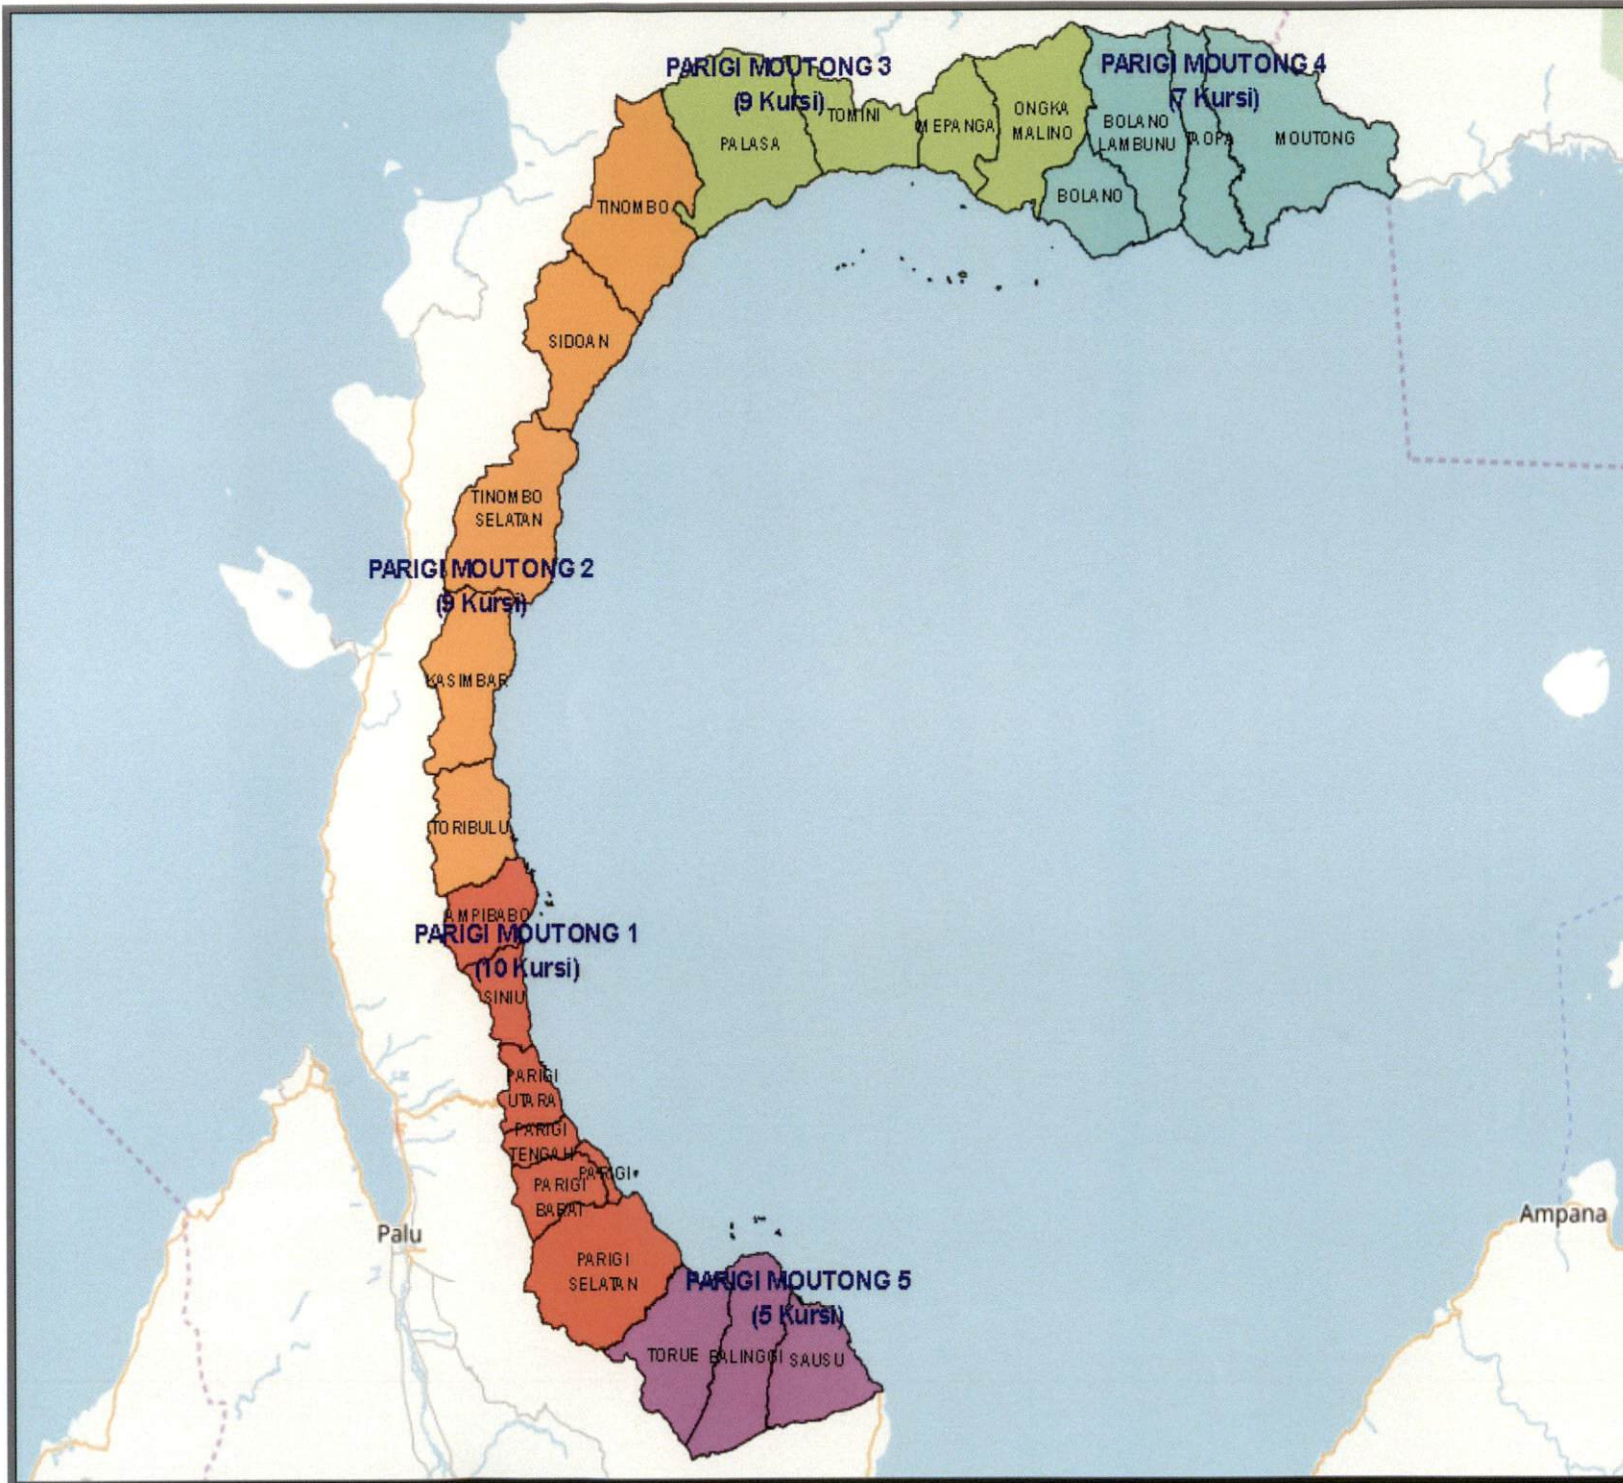 PARIGI MOUTONG 3
(9 Kursi)
PALASA
TOMINI
MEPANGA
ONGKA
MALINO
PARIGI MOUTONG 4
(7 Kursi)
BOLANO
LAMBUNU
TAOPA
MOUTONG
BOLANO
TINOMBO
SIDOAN
TINOMBO
SELATAN
PARIGI MOUTONG 2
(9 Kursi)
KASIMBAR
TORIBULU
AMPIBABO
PARIGI MOUTONG 1
(10 Kursi)
SINIU
PARIGI
UTARA
PARIGI
TENGAH
PARIGI
PARIGI
BARAT
PARIGI
SELATAN
Palu
Ampana
PARIGI MOUTONG 5
(5 Kursi)
TORUE
BALINGGI
SAUSU